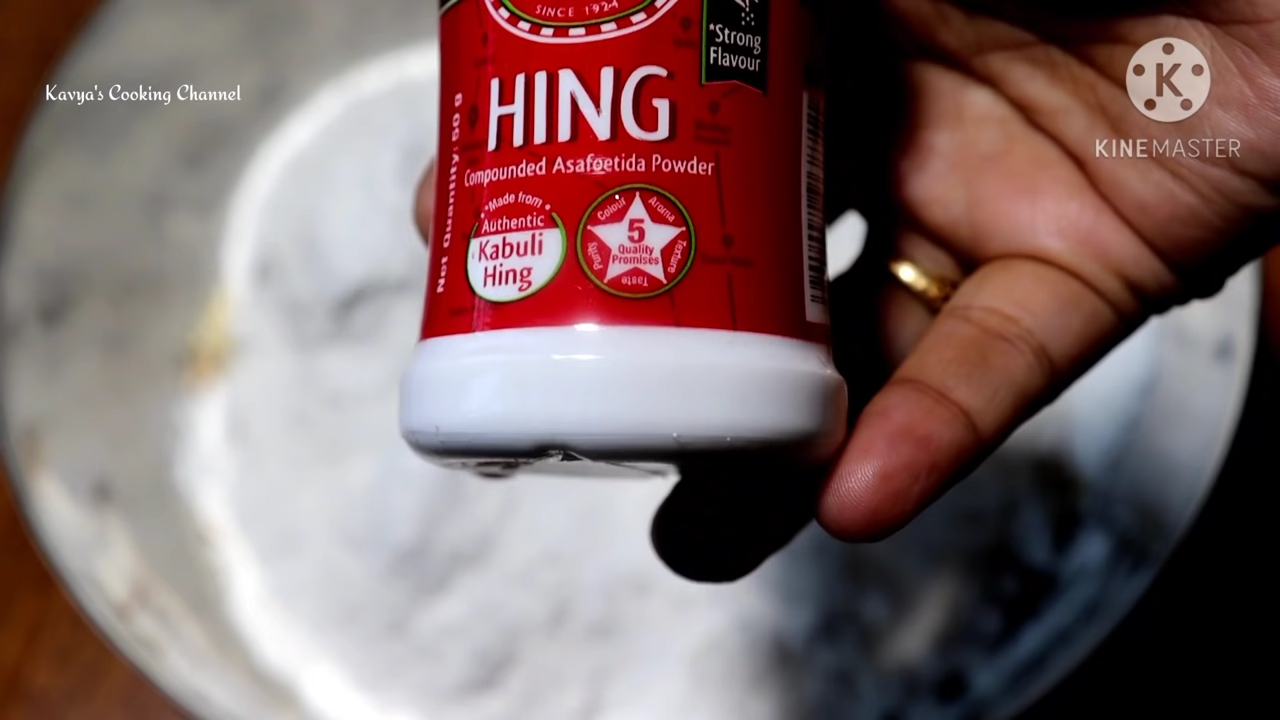 SINCE 1924
*Strong
Flavour
Kavya's Cooking Channel
K
KINEMASTER
HING
Compounded Asafoetida Powder
Net Quantity: 50 g
Made from
Authentic
Kabuli
Hing
Colour
Aroma
Texture
Taste
Purity
5
Quality
Promises